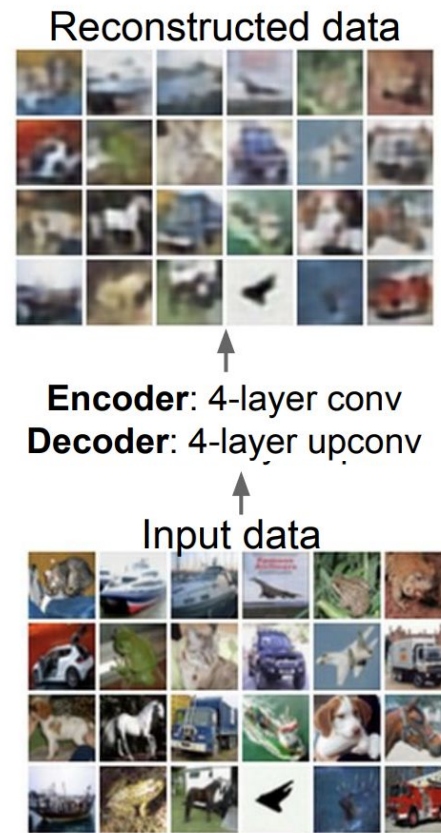 Reconstructed data
Encoder: 4-layer conv
Decoder: 4-layer upconv
Input data